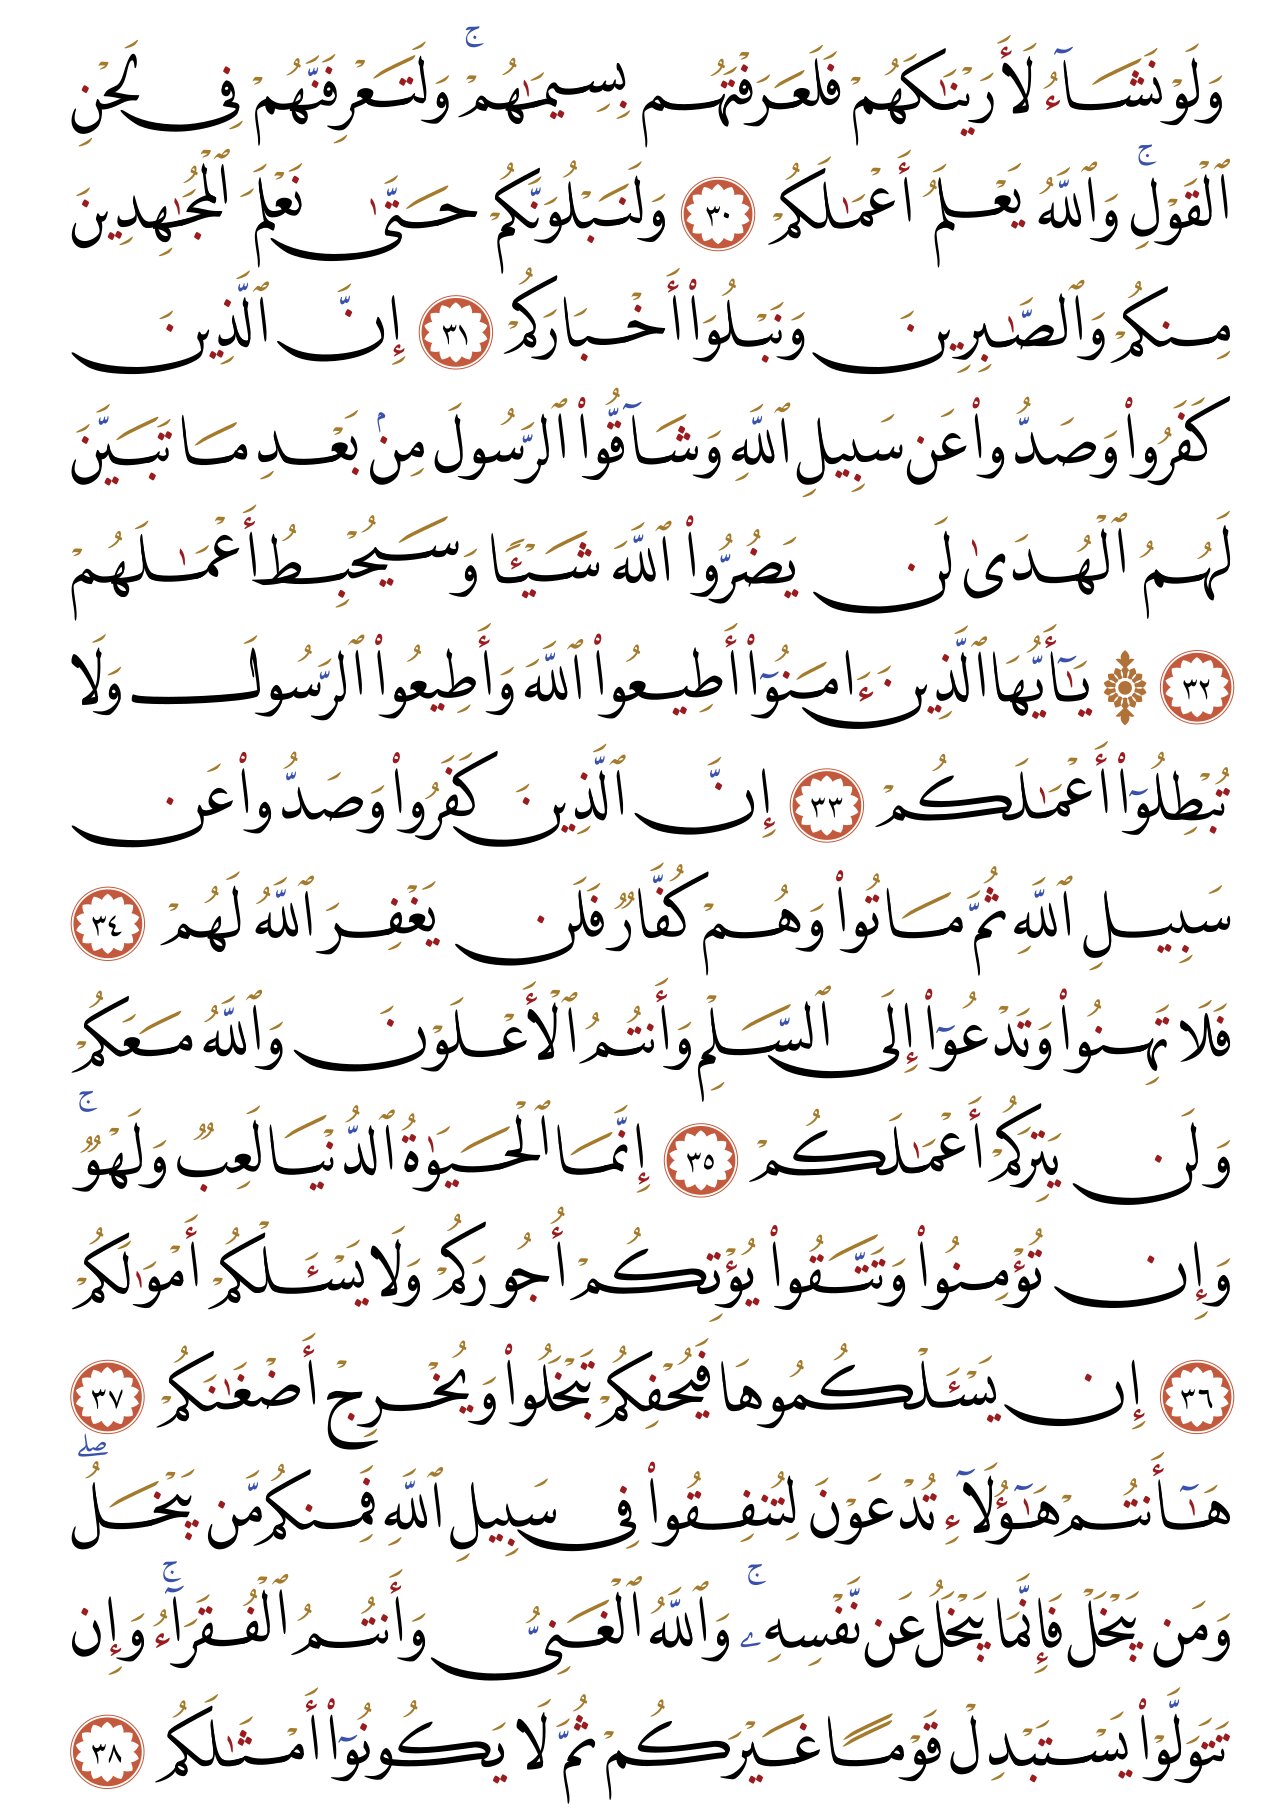 وَلَوْ نَشَآءُ لَأَرَيْنَٰكَهُمْ فَلَعَرَفْتَهُم بِسِيمَٰهُمْ ۚ وَلَتَعْرِفَنَّهُمْ فِى لَحْنِ
ٱلْقَوْلِ ۚ وَٱللَّهُ يَعْلَمُ أَعْمَٰلَكُمْ ٣٠ وَلَنَبْلُوَنَّكُمْ حَتَّىٰ نَعْلَمَ ٱلْمُجَٰهِدِينَ
مِنكُمْ وَٱلصَّٰبِرِينَ وَنَبْلُوَا۟ أَخْبَارَكُمْ ٣١ إِنَّ ٱلَّذِينَ
كَفَرُوا۟ وَصَدُّوا۟ عَن سَبِيلِ ٱللَّهِ وَشَآقُّوا۟ ٱلرَّسُولَ مِنۢ بَعْدِ مَا تَبَيَّنَ
لَهُمُ ٱلْهُدَىٰ لَن يَضُرُّوا۟ ٱللَّهَ شَيْـًٔا وَسَيُحْبِطُ أَعْمَٰلَهُمْ
٣٢ ۞ يَٰٓأَيُّهَا ٱلَّذِينَ ءَامَنُوٓا۟ أَطِيعُوا۟ ٱللَّهَ وَأَطِيعُوا۟ ٱلرَّسُولَ وَلَا
تُبْطِلُوٓا۟ أَعْمَٰلَكُمْ ٣٣ إِنَّ ٱلَّذِينَ كَفَرُوا۟ وَصَدُّوا۟ عَن
سَبِيلِ ٱللَّهِ ثُمَّ مَاتُوا۟ وَهُمْ كُفَّارٌ فَلَن يَغْفِرَ ٱللَّهُ لَهُمْ ٣٤
فَلَا تَهِنُوا۟ وَتَدْعُوٓا۟ إِلَى ٱلسَّلْمِ وَأَنتُمُ ٱلْأَعْلَوْنَ وَٱللَّهُ مَعَكُمْ
وَلَن يَتِرَكُمْ أَعْمَٰلَكُمْ ٣٥ إِنَّمَا ٱلْحَيَوٰةُ ٱلدُّنْيَا لَعِبٌ وَلَهْوٌ ۚ
وَإِن تُؤْمِنُوا۟ وَتَتَّقُوا۟ يُؤْتِكُمْ أُجُورَكُمْ وَلَا يَسْـَٔلْكُمْ أَمْوَٰلَكُمْ
٣٦ إِن يَسْـَٔلْكُمُوهَا فَيُحْفِكُمْ تَبْخَلُوا۟ وَيُخْرِجْ أَضْغَٰنَكُمْ ٣٧
هَٰٓأَنتُمْ هَٰٓؤُلَآءِ تُدْعَوْنَ لِتُنفِقُوا۟ فِى سَبِيلِ ٱللَّهِ فَمِنكُم مَّن يَبْخَلُ ۖ
وَمَن يَبْخَلْ فَإِنَّمَا يَبْخَلُ عَن نَّفْسِهِۦ ۚ وَٱللَّهُ ٱلْغَنِىُّ وَأَنتُمُ ٱلْفُقَرَآءُ ۚ وَإِن
تَتَوَلَّوْا۟ يَسْتَبْدِلْ قَوْمًا غَيْرَكُمْ ثُمَّ لَا يَكُونُوٓا۟ أَمْثَٰلَكُم ٣٨